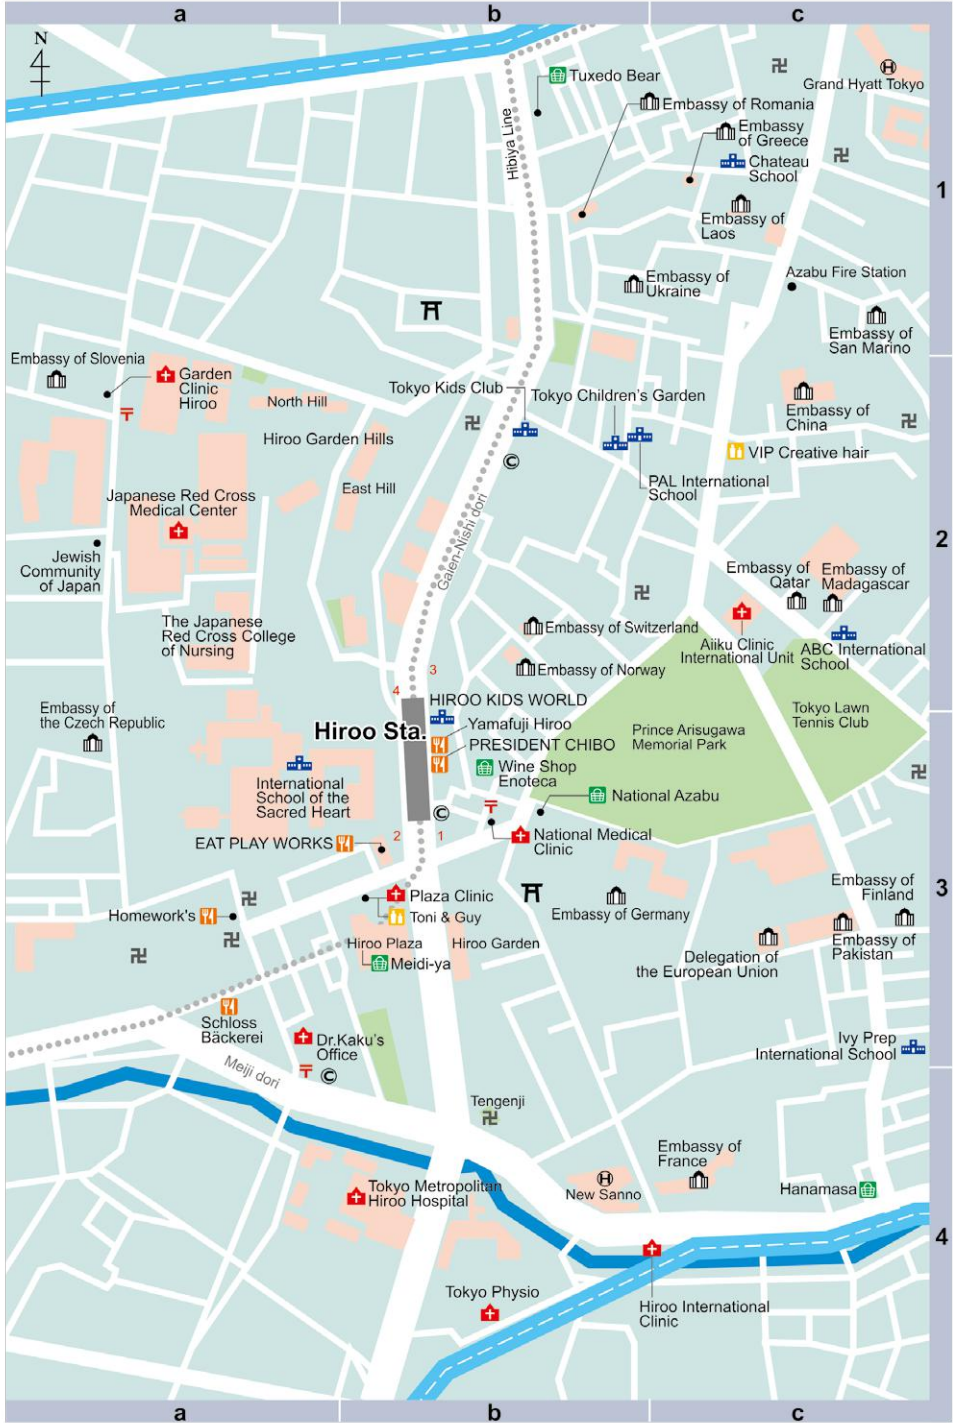 a
b
c
N
Tuxedo Bear
Grand Hyatt Tokyo
Embassy of Romania
Hibiya Line
Embassy
of Greece
Chateau
School
1
Embassy of
Laos
Azabu Fire Station
Embassy of
Ukraine
Embassy of
San Marino
Embassy of Slovenia
Garden
Clinic
Hiroo
Tokyo Kids Club
Tokyo Children's Garden
North Hill
Embassy of
China
Hiroo Garden Hills
VIP Creative hair
©
East Hill
PAL International
School
Japanese Red Cross
Medical Center
Gaien-Nishi dori
2
Jewish
Community
of Japan
Embassy of
Qatar
Embassy of
Madagascar
The Japanese
Red Cross College
of Nursing
Embassy of Switzerland
Aiiku Clinic
International Unit
ABC International
School
Embassy of Norway
3
4
HIROO KIDS WORLD
Embassy of
the Czech Republic
Hiroo Sta.
Yamafuji Hiroo
PRESIDENT CHIBO
Prince Arisugawa
Memorial Park
Tokyo Lawn
Tennis Club
Wine Shop
Enoteca
International
School of the
Sacred Heart
National Azabu
©
EAT PLAY WORKS
2
1
National Medical
Clinic
Embassy of
Finland
3
Plaza Clinic
Homework's
Toni & Guy
Embassy of Germany
Embassy of
Pakistan
Hiroo Plaza
Hiroo Garden
Meidi-ya
Delegation of
the European Union
Schloss
Bäckerei
Dr.Kaku's
Office
Ivy Prep
International School
Meiji dori
©
Tengenji
Embassy of
France
Tokyo Metropolitan
Hiroo Hospital
H
New Sanno
Hanamasa
4
Tokyo Physio
Hiroo International
Clinic
a
b
c